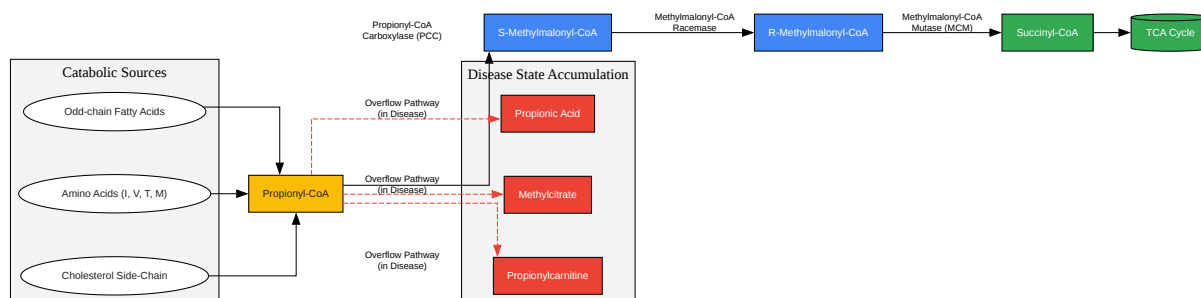 Propionyl-CoA
Carboxylase (PCC)
S-Methylmalonyl-CoA
Methylmalonyl-CoA
Racemase
R-Methylmalonyl-CoA
Methylmalonyl-CoA
Mutase (MCM)
Succinyl-CoA
TCA Cycle
Catabolic Sources
Disease State Accumulation
Odd-chain Fatty Acids
Overflow Pathway
(in Disease)
Propionic Acid
Amino Acids (I, V, T, M)
Propionyl-CoA
Overflow Pathway
(in Disease)
Methylcitrate
Cholesterol Side-Chain
Overflow Pathway
(in Disease)
Propionylcarnitine